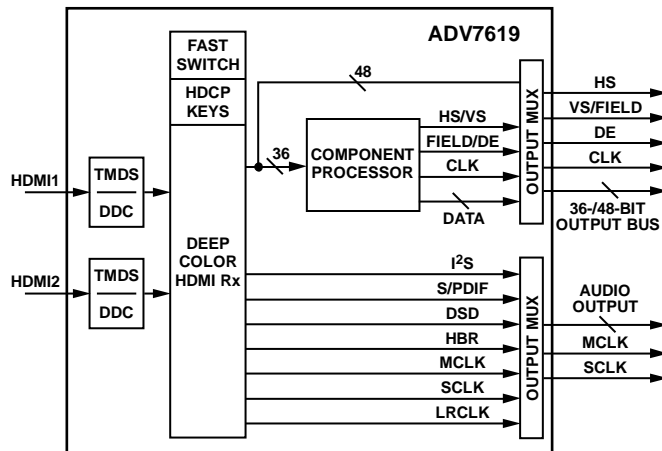 ADV7619
FAST
SWITCH
HDCP
KEYS
DEEP
COLOR
HDMI Rx
HDMI1
TMDS
DDC
HDMI2
TMDS
DDC
48
36
COMPONENT
PROCESSOR
HS/VS
FIELD/DE
CLK
DATA
OUTPUT MUX
HS
VS/FIELD
DE
CLK
36-/48-BIT
OUTPUT BUS
I²S
S/PDIF
DSD
HBR
MCLK
SCLK
LRCLK
OUTPUT MUX
AUDIO
OUTPUT
MCLK
SCLK